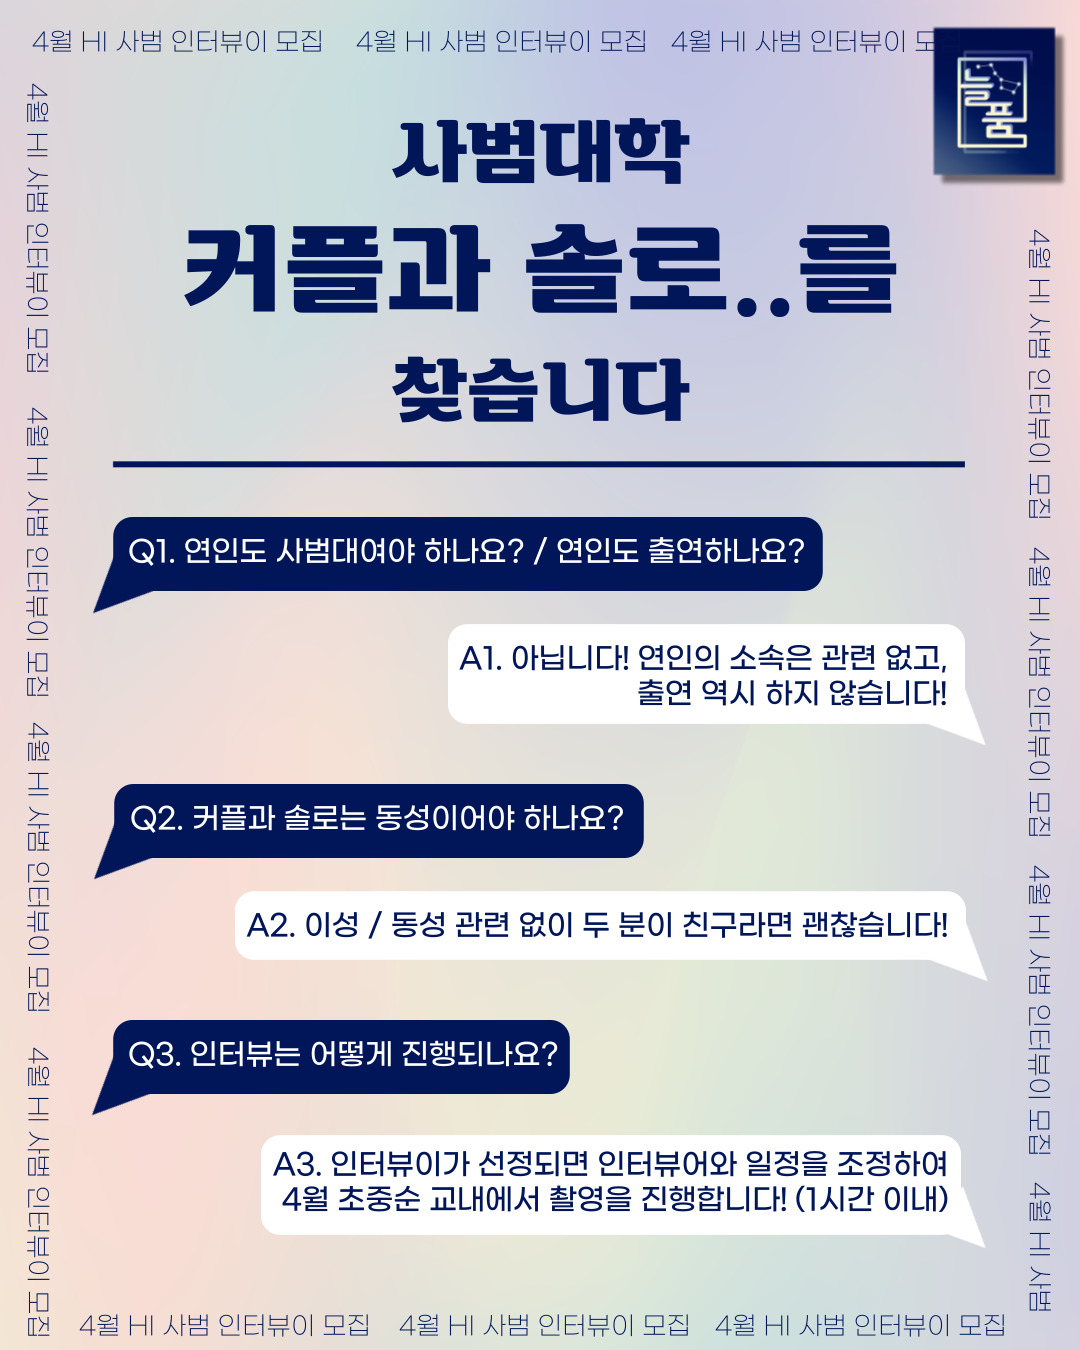 4월 HI 사범 인터뷰이 모집 4월 HI 사범 인터뷰이 모집 4월 HI 사범 인터뷰이 모집
늘품
사범대학
커플과 솔로..를
찾습니다
Q1. 연인도 사범대여야 하나요? / 연인도 출연하나요?
A1. 아닙니다! 연인의 소속은 관련 없고,
출연 역시 하지 않습니다!
Q2. 커플과 솔로는 동성이어야 하나요?
A2. 이성 / 동성 관련 없이 두 분이 친구라면 괜찮습니다!
Q3. 인터뷰는 어떻게 진행되나요?
A3. 인터뷰이가 선정되면 인터뷰어와 일정을 조정하여
4월 초중순 교내에서 촬영을 진행합니다! (1시간 이내)
4월 HI 사범 인터뷰이 모집 4월 HI 사범 인터뷰이 모집 4월 HI 사범 인터뷰이 모집 4월 HI 사범 인터뷰이 모집
4월 HI 사범 인터뷰이 모집 4월 HI 사범 인터뷰이 모집 4월 HI 사범 인터뷰이 모집 4월 HI 사범
4월 HI 사범 인터뷰이 모집 4월 HI 사범 인터뷰이 모집 4월 HI 사범 인터뷰이 모집